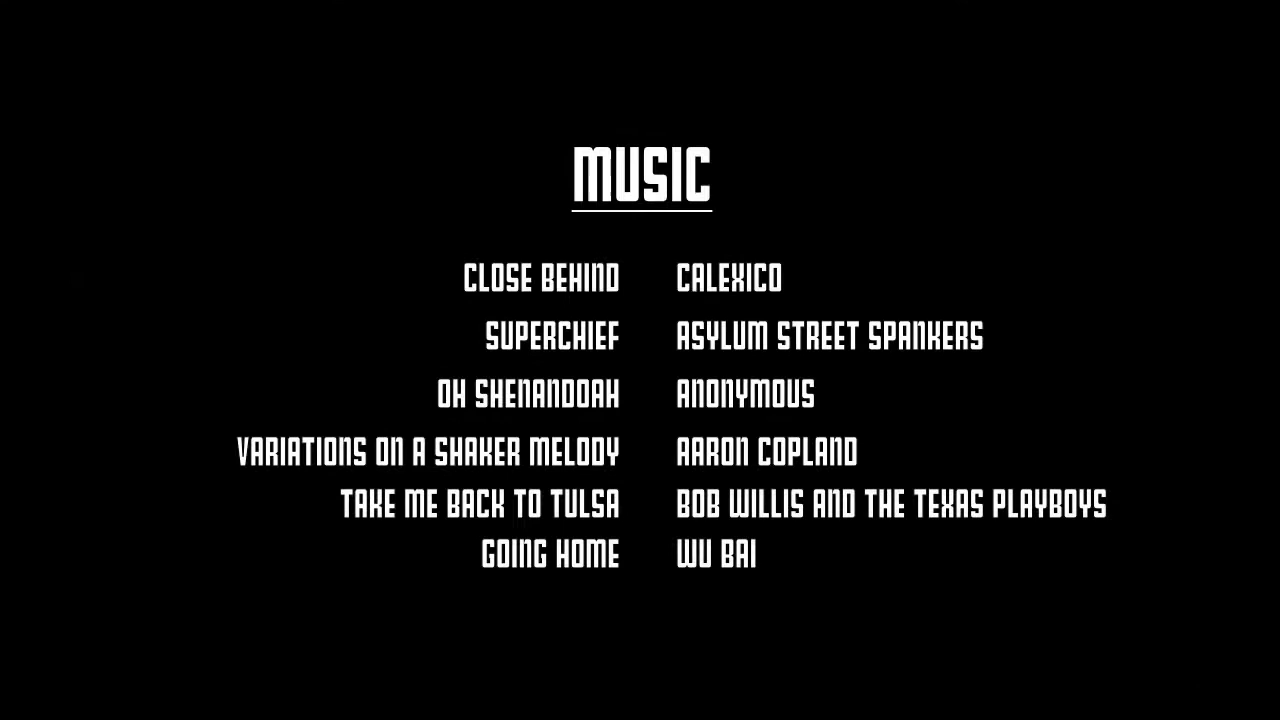 MUSIC
CLOSE BEHIND CALEXICO
SUPERCHIEF ASYLUM STREET SPANKERS
OH SHENANDOAH ANONYMOUS
VARIATIONS ON A SHAKER MELODY AARON COPLAND
TAKE ME BACK TO TULSA BOB WILLIS AND THE TEXAS PLAYBOYS
GOING HOME WU BAI